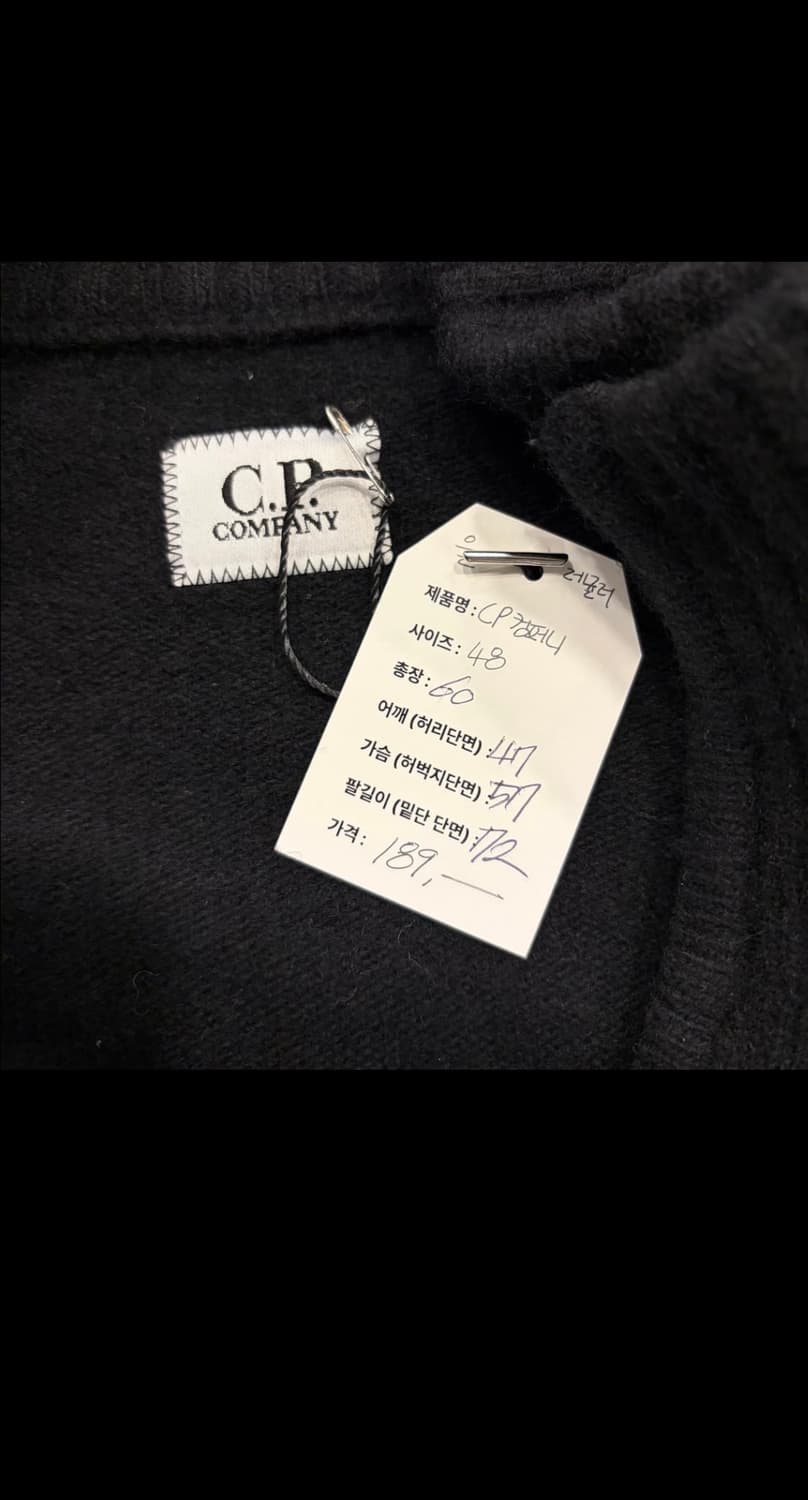 C.P.
COMPANY
레귤러
제품명 : CP컴퍼니
사이즈 : 48
총장 : 60
어깨 (허리단면) : 47
가슴 (허벅지단면) : 57
팔길이 (밑단 단면) : 72
가격 : 189,—